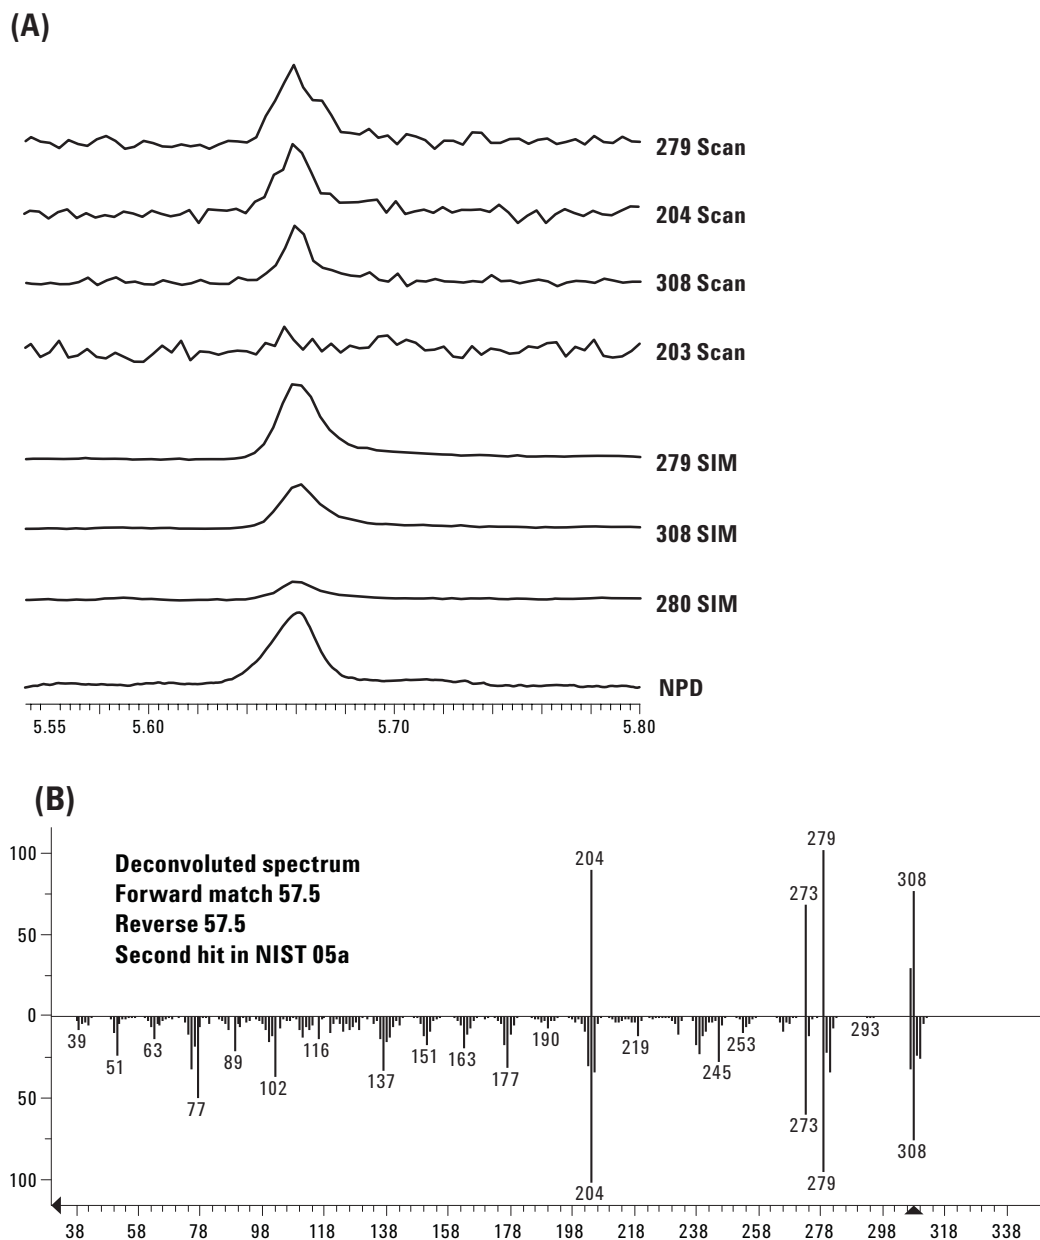 (A)
279 Scan
204 Scan
308 Scan
203 Scan
279 SIM
308 SIM
280 SIM
NPD
5.55 5.60 5.70 5.80
(B)
Deconvoluted spectrum
Forward match 57.5
Reverse 57.5
Second hit in NIST 05a
279
204
308
273
100
50
0
50
100
39
51
63
77
89
102
116
137
151
163
177
190
204
219
245
253
273
279
293
308
38 58 78 98 118 138 158 178 198 218 238 258 278 298 318 338